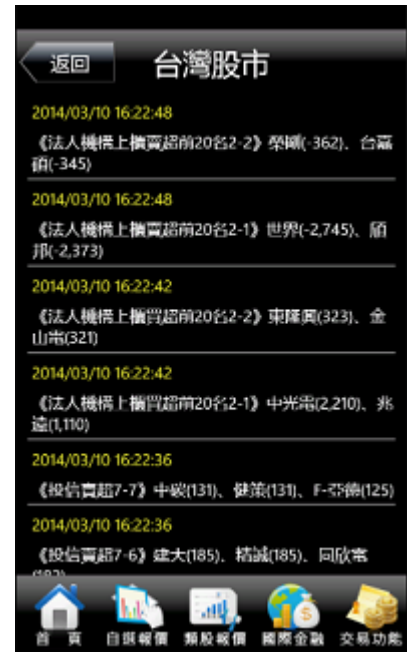 返回
台灣股市
2014/03/10 16:22:48
《法人機構上櫃賣超前20名2-2》榮剛(-362)、台嘉
碩(-345)
2014/03/10 16:22:48
《法人機構上櫃賣超前20名2-1》世界(-2,745)、頎
邦(-2,373)
2014/03/10 16:22:42
《法人機構上櫃買超前20名2-2》東隆興(323)、金
山電(321)
2014/03/10 16:22:42
《法人機構上櫃買超前20名2-1》中光電(2,210)、兆
遠(1,110)
2014/03/10 16:22:36
《投信賣超7-7》中碳(131)、健策(131)、F-亞德(125)
2014/03/10 16:22:36
《投信賣超7-6》建大(185)、精誠(185)、同欣電
首頁
自選報價
類股報價
國際金融
交易功能